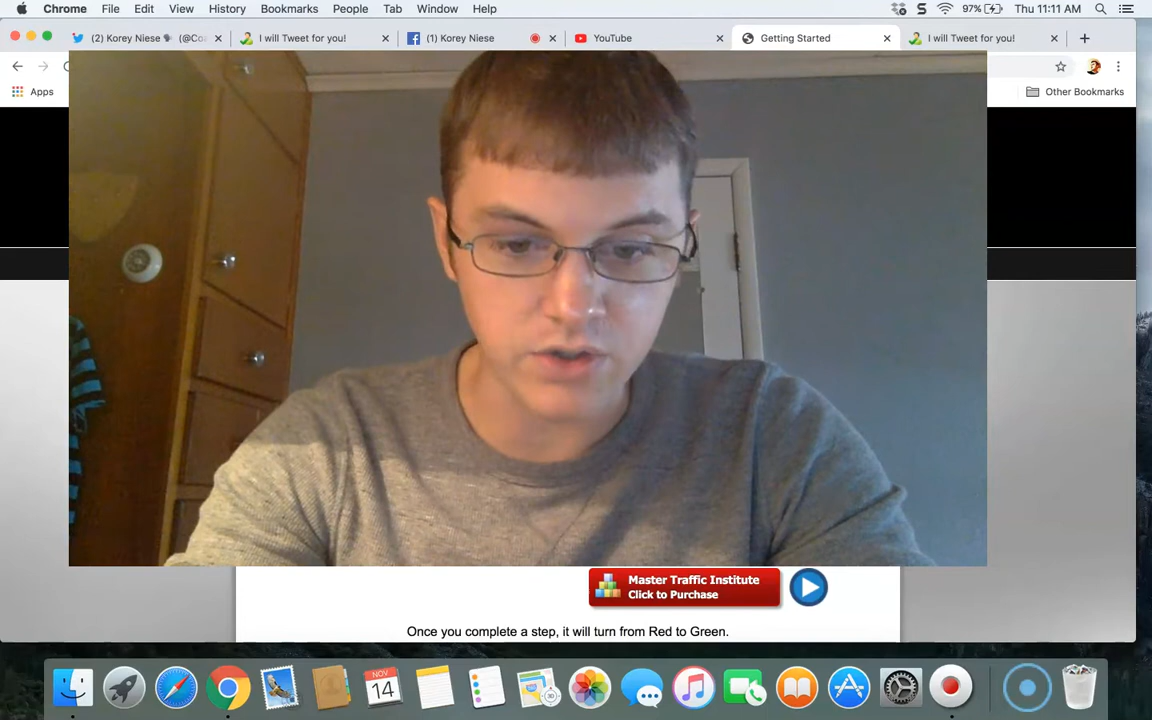 Chrome File Edit View History Bookmarks People Tab Window Help S 97% Thu 11:11 AM
(2) Korey Niese (@Co I will Tweet for you! (1) Korey Niese YouTube Getting Started I will Tweet for you!
Apps Other Bookmarks
Master Traffic Institute
Click to Purchase
Once you complete a step, it will turn from Red to Green.
NOV
14